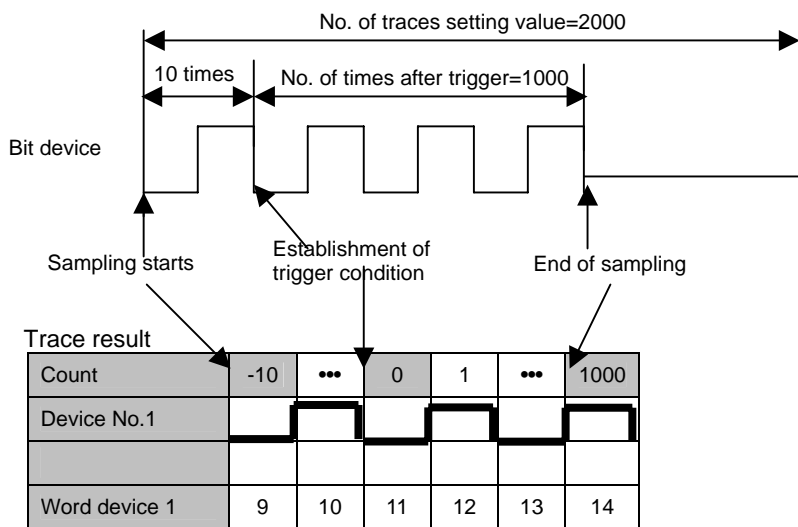 No. of traces setting value=2000
10 times
No. of times after trigger=1000
Bit device
Sampling starts
Establishment of
trigger condition
End of sampling
Trace result
Count -10 ••• 0 1 ••• 1000
Device No.1
Word device 1 9 10 11 12 13 14